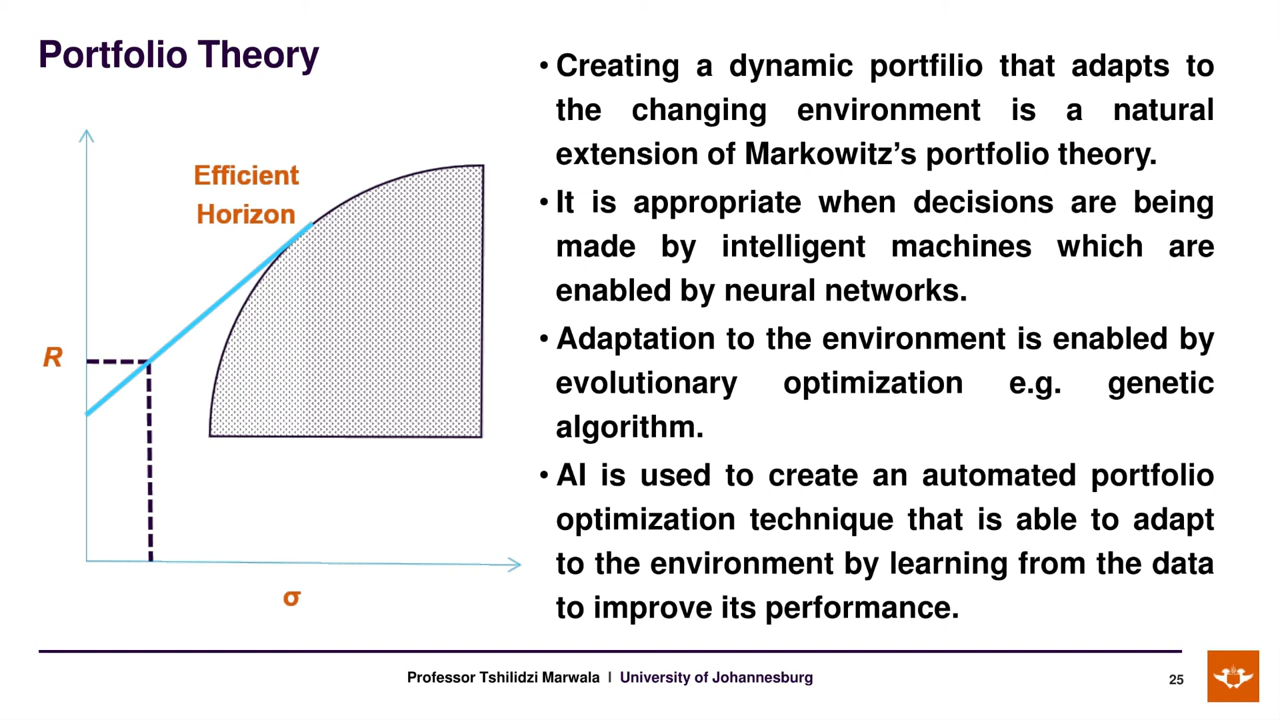 Portfolio Theory
Efficient
Horizon
R
σ
• Creating a dynamic portfilio that adapts to
the changing environment is a natural
extension of Markowitz’s portfolio theory.
• It is appropriate when decisions are being
made by intelligent machines which are
enabled by neural networks.
• Adaptation to the environment is enabled by
evolutionary optimization e.g. genetic
algorithm.
• AI is used to create an automated portfolio
optimization technique that is able to adapt
to the environment by learning from the data
to improve its performance.
Professor Tshilidzi Marwala | University of Johannesburg
25